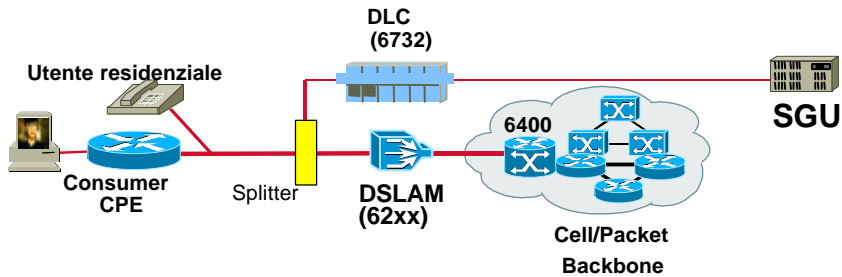 DLC
(6732)
Utente residenziale
SGU
6400
Consumer
CPE
Splitter
DSLAM
(62xx)
Cell/Packet
Backbone